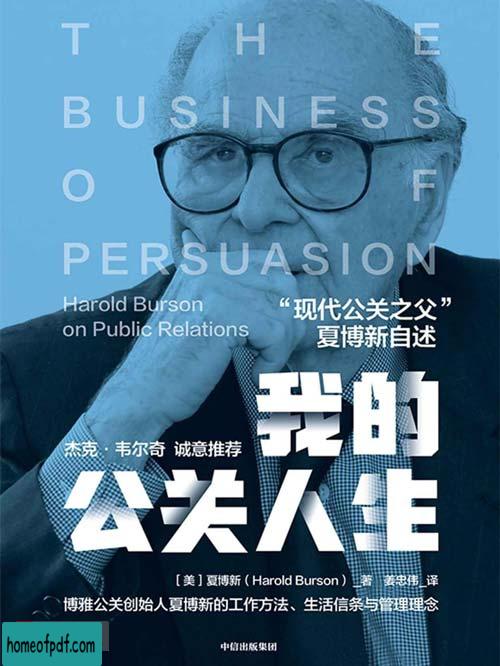 THE
BUSINESS
OF
PERSUASION
Harold Burson
on Public Relations
“现代公关之父”
夏博新自述
我的
杰克·韦尔奇 诚意推荐
公关人生
[美]夏博新(Harold Burson)_著 姜忠伟_译
博雅公关创始人夏博新的工作方法、生活信条与管理理念
中信出版集团
homeofpdf.com